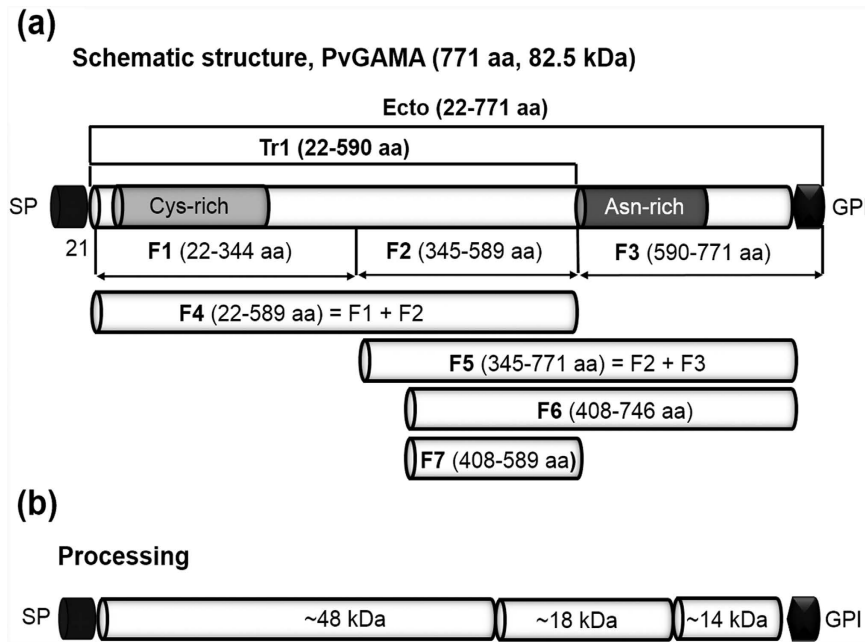 (a)
Schematic structure, PvGAMA (771 aa, 82.5 kDa)
Ecto (22-771 aa)
Tr1 (22-590 aa)
SP Cys-rich Asn-rich GPI
21 F1 (22-344 aa) F2 (345-589 aa) F3 (590-771 aa)
F4 (22-589 aa) = F1 + F2
F5 (345-771 aa) = F2 + F3
F6 (408-746 aa)
F7 (408-589 aa)
(b)
Processing
SP ~48 kDa ~18 kDa ~14 kDa GPI